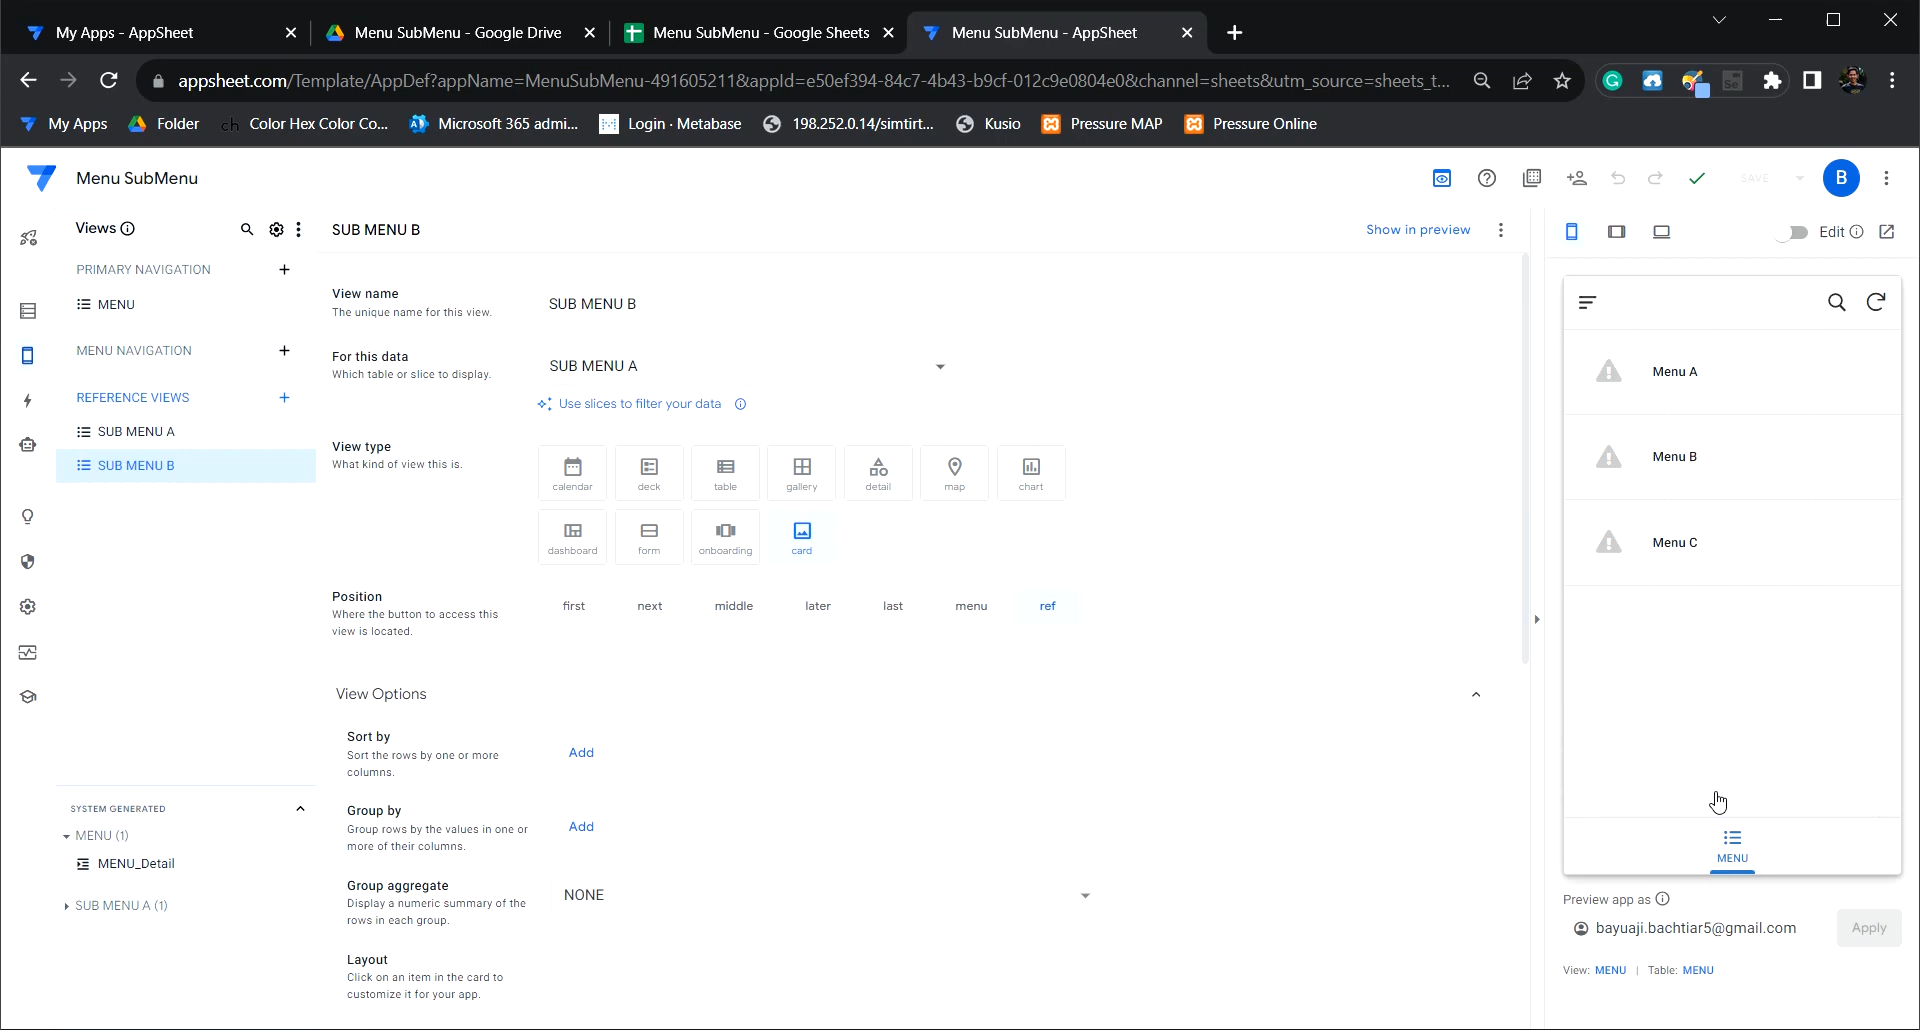 My Apps - AppSheet
Menu SubMenu - Google Drive
Menu SubMenu - Google Sheets
Menu SubMenu - AppSheet
appsheet.com/Template/AppDef?appName=MenuSubMenu-491605211&appId=e50ef394-84c7-4b43-b9cf-012c9e0804e0&channel=sheets&utm_source=sheets_t...
My Apps
Folder
ch
Color Hex Color Co...
Microsoft 365 admi...
Login · Metabase
198.252.0.14/simtirt...
Kusio
Pressure MAP
Pressure Online
Menu SubMenu
SAVE
B
Views
SUB MENU B
Show in preview
Edit
PRIMARY NAVIGATION
MENU
MENU NAVIGATION
REFERENCE VIEWS
SUB MENU A
SUB MENU B
SYSTEM GENERATED
MENU (1)
MENU_Detail
SUB MENU A (1)
View name
The unique name for this view.
SUB MENU B
For this data
Which table or slice to display.
SUB MENU A
Use slices to filter your data
View type
What kind of view this is.
calendar
deck
table
gallery
detail
map
chart
dashboard
form
onboarding
card
Position
Where the button to access this
view is located.
first
next
middle
later
last
menu
ref
View Options
Sort by
Sort the rows by one or more
columns.
Add
Group by
Group rows by the values in one or
more of their columns.
Add
Group aggregate
Display a numeric summary of the
rows in each group.
NONE
Layout
Click on an item in the card to
customize it for your app.
Menu A
Menu B
Menu C
MENU
Preview app as
bayuaji.bachtiar5@gmail.com
Apply
View: MENU | Table: MENU